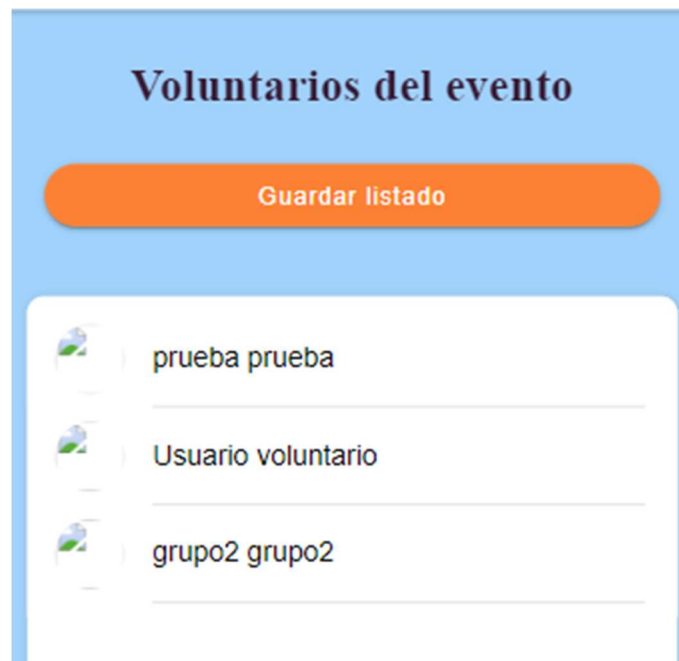 Voluntarios del evento
Guardar listado
prueba prueba
Usuario voluntario
grupo2 grupo2